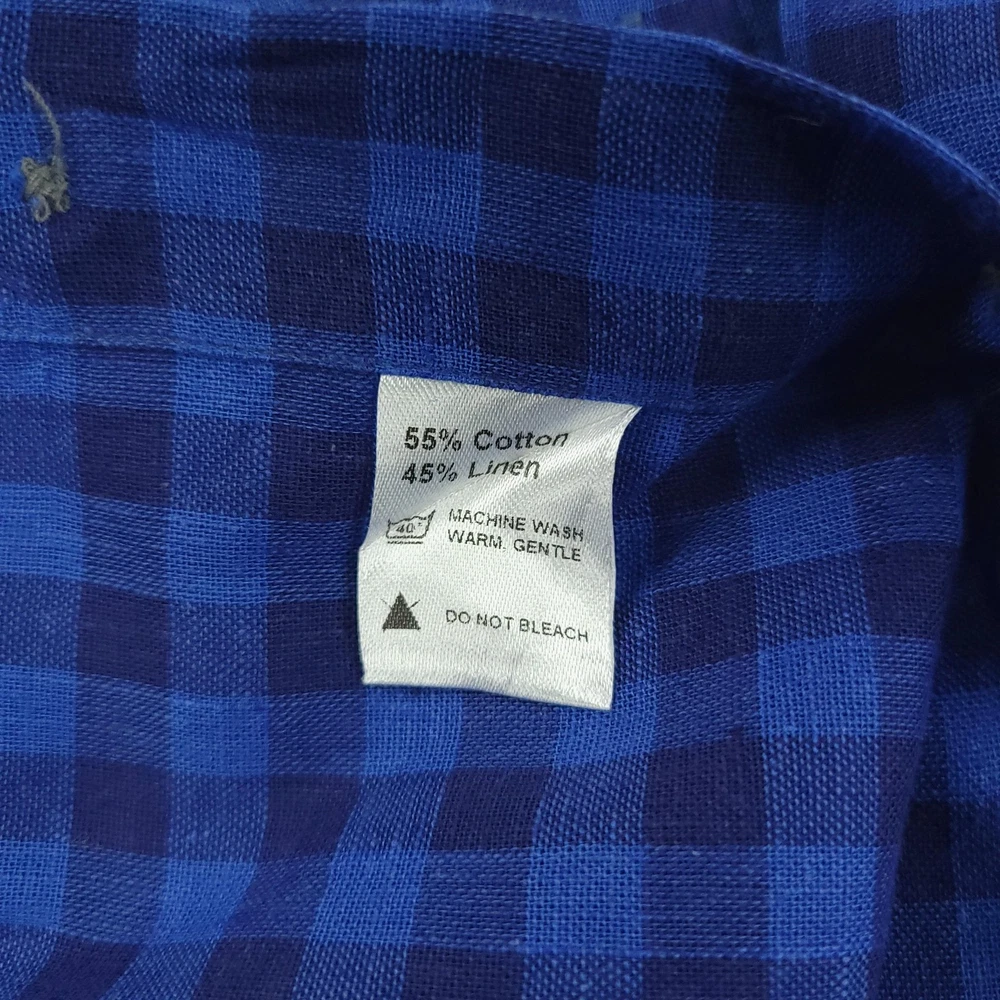 55% Cotton
45% Linen
40°
MACHINE WASH
WARM. GENTLE
DO NOT BLEACH